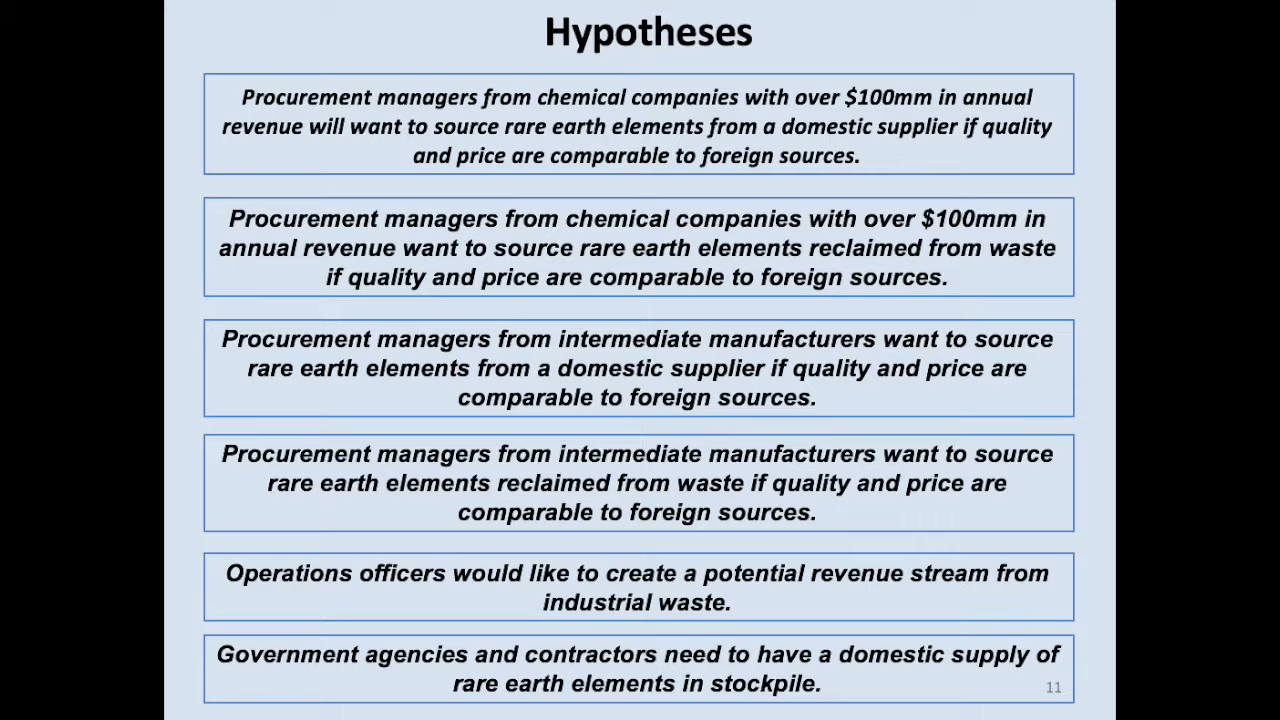 Hypotheses
Procurement managers from chemical companies with over $100mm in annual
revenue will want to source rare earth elements from a domestic supplier if quality
and price are comparable to foreign sources.
Procurement managers from chemical companies with over $100mm in
annual revenue want to source rare earth elements reclaimed from waste
if quality and price are comparable to foreign sources.
Procurement managers from intermediate manufacturers want to source
rare earth elements from a domestic supplier if quality and price are
comparable to foreign sources.
Procurement managers from intermediate manufacturers want to source
rare earth elements reclaimed from waste if quality and price are
comparable to foreign sources.
Operations officers would like to create a potential revenue stream from
industrial waste.
Government agencies and contractors need to have a domestic supply of
rare earth elements in stockpile.
11